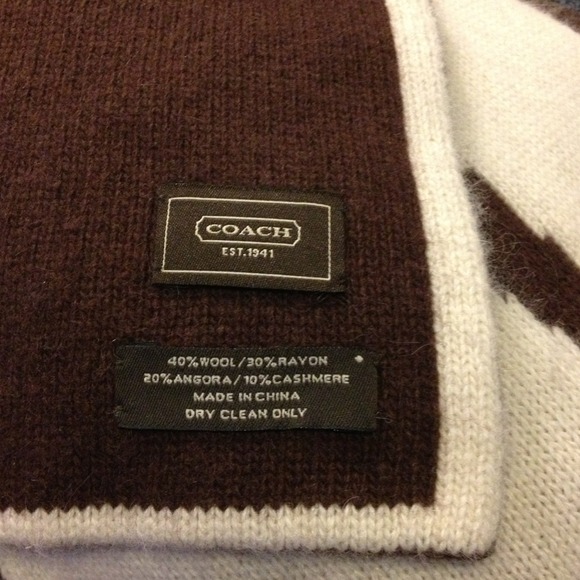 COACH
EST.1941
40%WOOL/30%RAYON
20%ANGORA/10%CASHMERE
MADE IN CHINA
DRY CLEAN ONLY